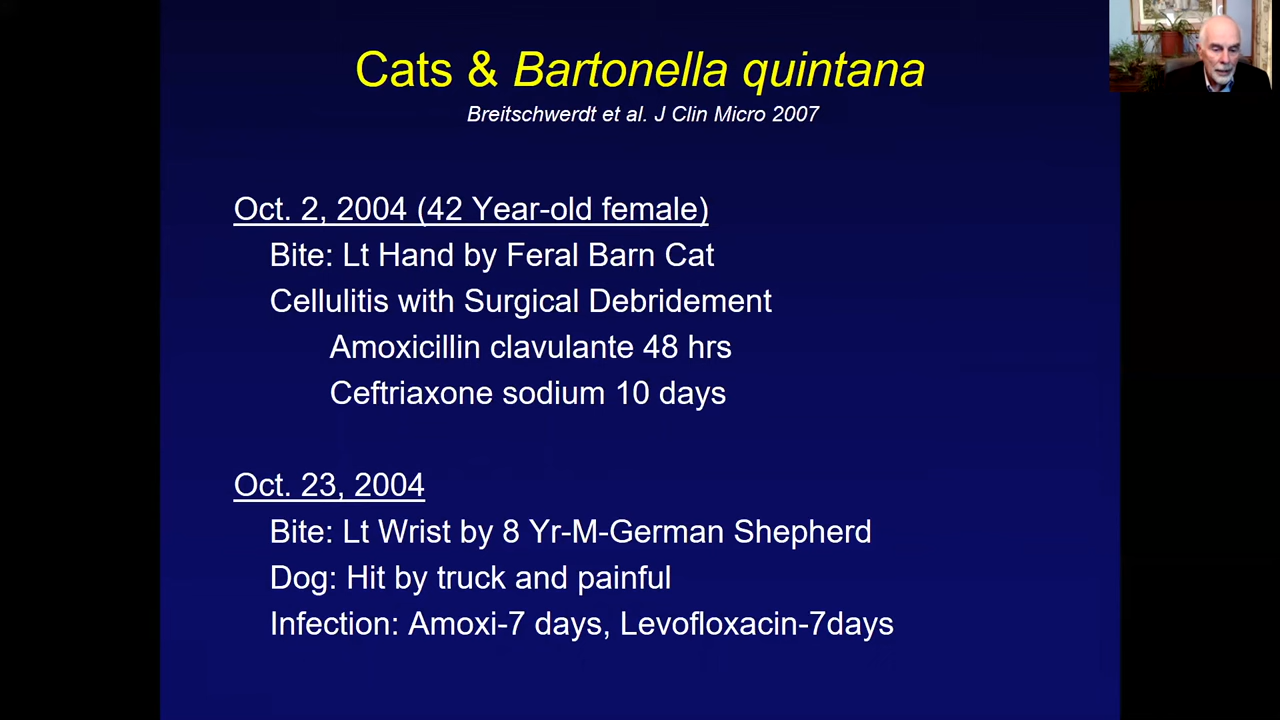 Cats & Bartonella quintana
Breitschwerdt et al. J Clin Micro 2007
Oct. 2, 2004 (42 Year-old female)
Bite: Lt Hand by Feral Barn Cat
Cellulitis with Surgical Debridement
Amoxicillin clavulante 48 hrs
Ceftriaxone sodium 10 days
Oct. 23, 2004
Bite: Lt Wrist by 8 Yr-M-German Shepherd
Dog: Hit by truck and painful
Infection: Amoxi-7 days, Levofloxacin-7days